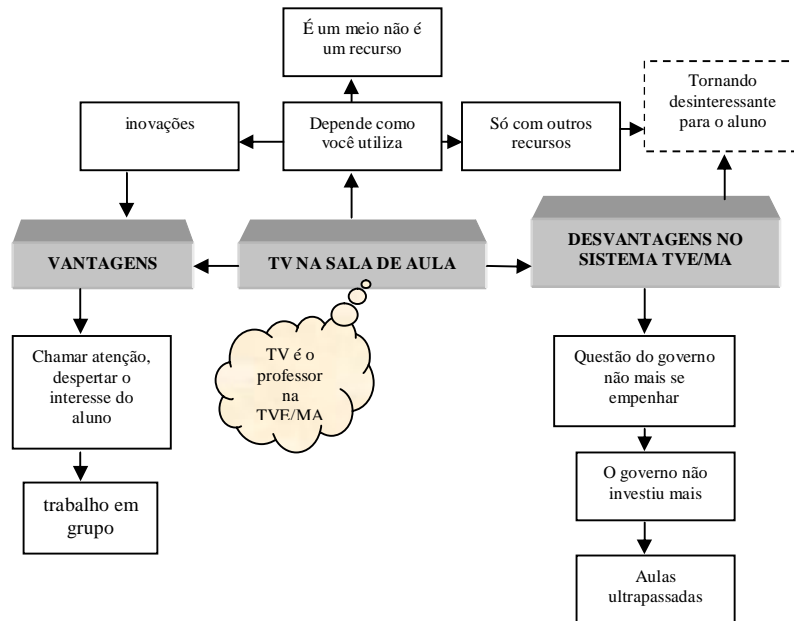 É um meio não é
um recurso
inovações
Depende como
você utiliza
Só com outros
recursos
Tornando
desinteressante
para o aluno
VANTAGENS
TV NA SALA DE AULA
DESVANTAGENS NO
SISTEMA TVE/MA
Chamar atenção,
despertar o
interesse do
aluno
TV é o
professor
na
TVE/MA
Questão do governo
não mais se
empenhar
trabalho em
grupo
O governo não
investiu mais
Aulas
ultrapassadas